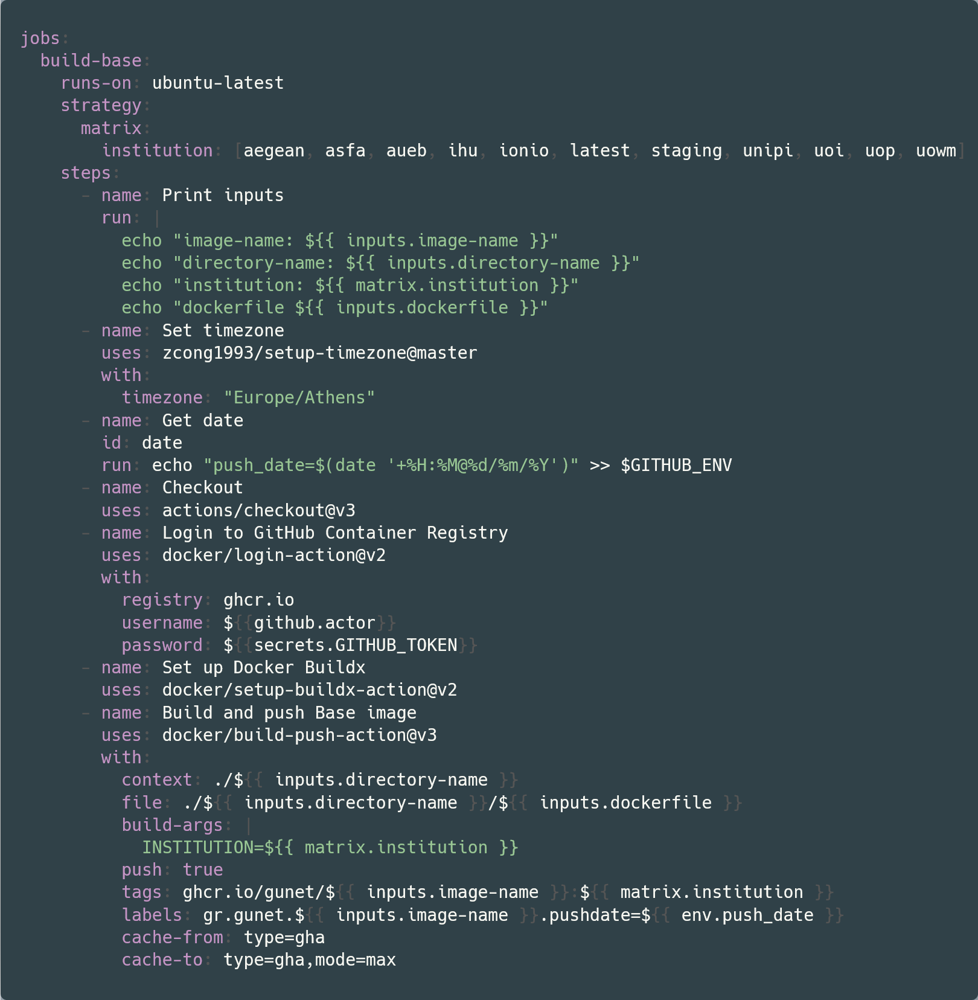 jobs:
  build-base:
    runs-on: ubuntu-latest
    strategy:
      matrix:
        institution: [aegean, asfa, aueb, ihu, ionio, latest, staging, unipi, uoi, uop, uowm]
    steps:
      - name: Print inputs
        run: |
          echo "image-name: ${{ inputs.image-name }}"
          echo "directory-name: ${{ inputs.directory-name }}"
          echo "institution: ${{ matrix.institution }}"
          echo "dockerfile ${{ inputs.dockerfile }}"
      - name: Set timezone
        uses: zcong1993/setup-timezone@master
        with:
          timezone: "Europe/Athens"
      - name: Get date
        id: date
        run: echo "push_date=$(date '+%H:%M@%d/%m/%Y')" >> $GITHUB_ENV
      - name: Checkout
        uses: actions/checkout@v3
      - name: Login to GitHub Container Registry
        uses: docker/login-action@v2
        with:
          registry: ghcr.io
          username: ${{github.actor}}
          password: ${{secrets.GITHUB_TOKEN}}
      - name: Set up Docker Buildx
        uses: docker/setup-buildx-action@v2
      - name: Build and push Base image
        uses: docker/build-push-action@v3
        with:
          context: ./${{ inputs.directory-name }}
          file: ./${{ inputs.directory-name }}/${{ inputs.dockerfile }}
          build-args: |
            INSTITUTION=${{ matrix.institution }}
          push: true
          tags: ghcr.io/gunet/${{ inputs.image-name }}:${{ matrix.institution }}
          labels: gr.gunet.${{ inputs.image-name }}.pushdate=${{ env.push_date }}
          cache-from: type=gha
          cache-to: type=gha,mode=max